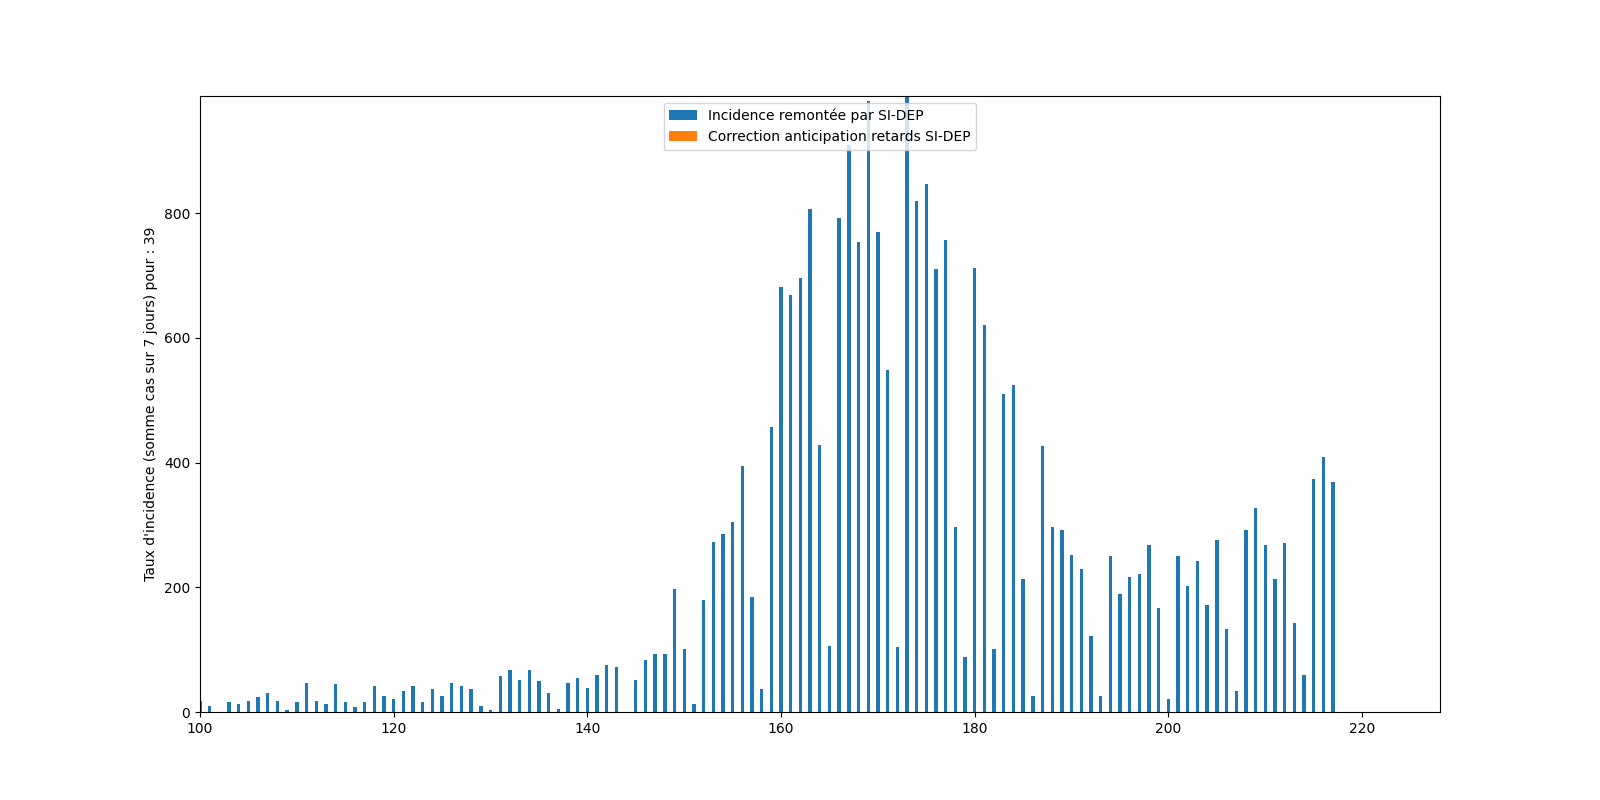 Incidence remontée par SI-DEP
Correction anticipation retards SI-DEP
Taux d'incidence (somme cas sur 7 jours) pour : 39
800
600
400
200
0
100 120 140 160 180 200 220